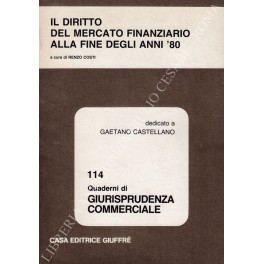 IL DIRITTO
DEL MERCATO FINANZIARIO
ALLA FINE DEGLI ANNI '80
a cura di RENZO COSTI
dedicato a
GAETANO CASTELLANO
114
Quaderni di
GIURISPRUDENZA
COMMERCIALE
CASA EDITRICE GIUFFRÈ